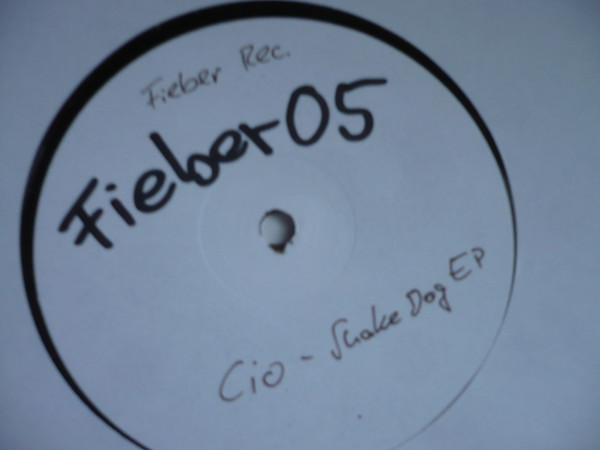 Fieber Rec.
Fieber05
Cio - Snake Dog EP